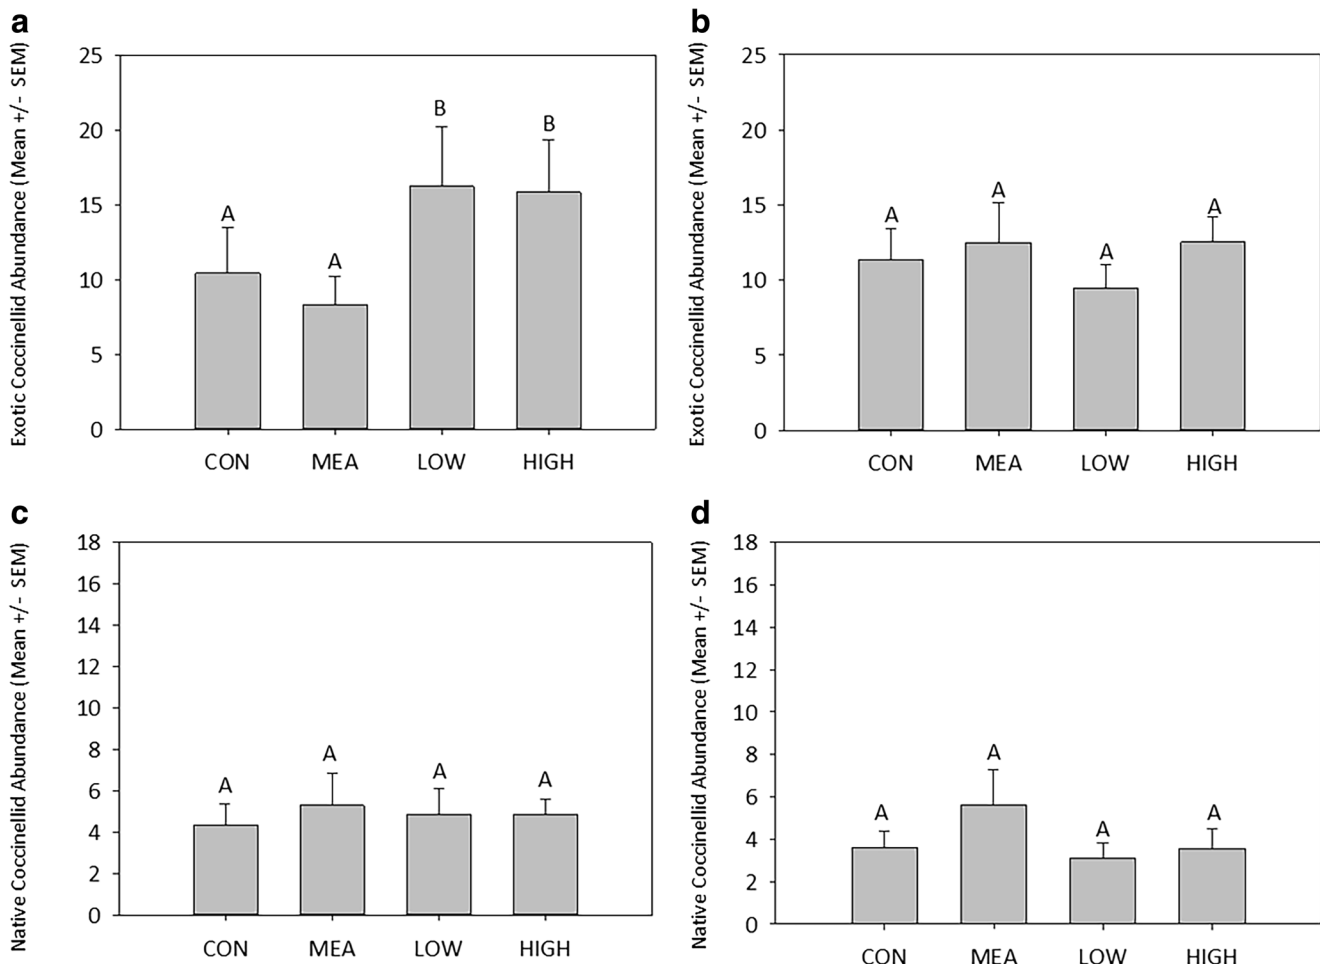 a
Exotic Coccinellid Abundance (Mean +/- SEM)
25
20
15
10
5
0
A
A
B
B
CON MEA LOW HIGH
b
Exotic Coccinellid Abundance (Mean +/- SEM)
25
20
15
10
5
0
A
A
A
A
CON MEA LOW HIGH
c
Native Coccinellid Abundance (Mean +/- SEM)
18
16
14
12
10
8
6
4
2
0
A
A
A
A
CON MEA LOW HIGH
d
Native Coccinellid Abundance (Mean +/- SEM)
18
16
14
12
10
8
6
4
2
0
A
A
A
A
CON MEA LOW HIGH